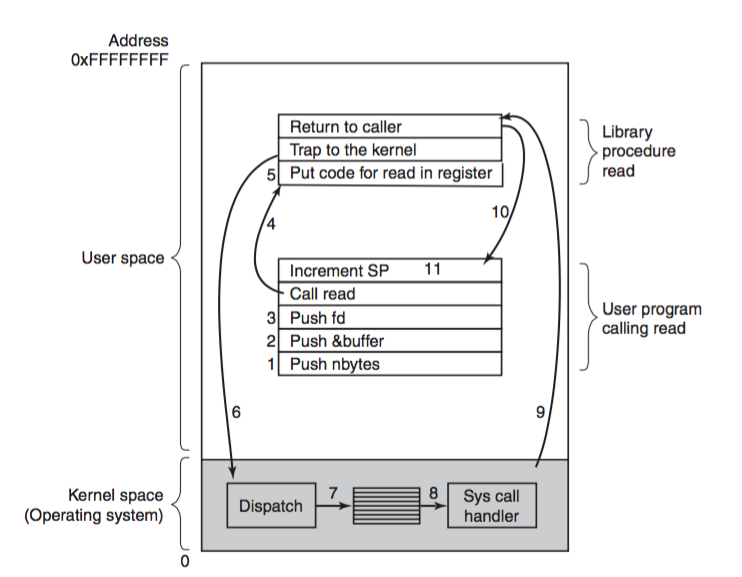 Address
0xFFFFFFFF
Return to caller
Trap to the kernel
5 Put code for read in register
Library
procedure
read
4
10
User space
Increment SP 11
Call read
3 Push fd
2 Push &buffer
1 Push nbytes
User program
calling read
6
9
Kernel space
(Operating system)
Dispatch
7
8
Sys call
handler
0